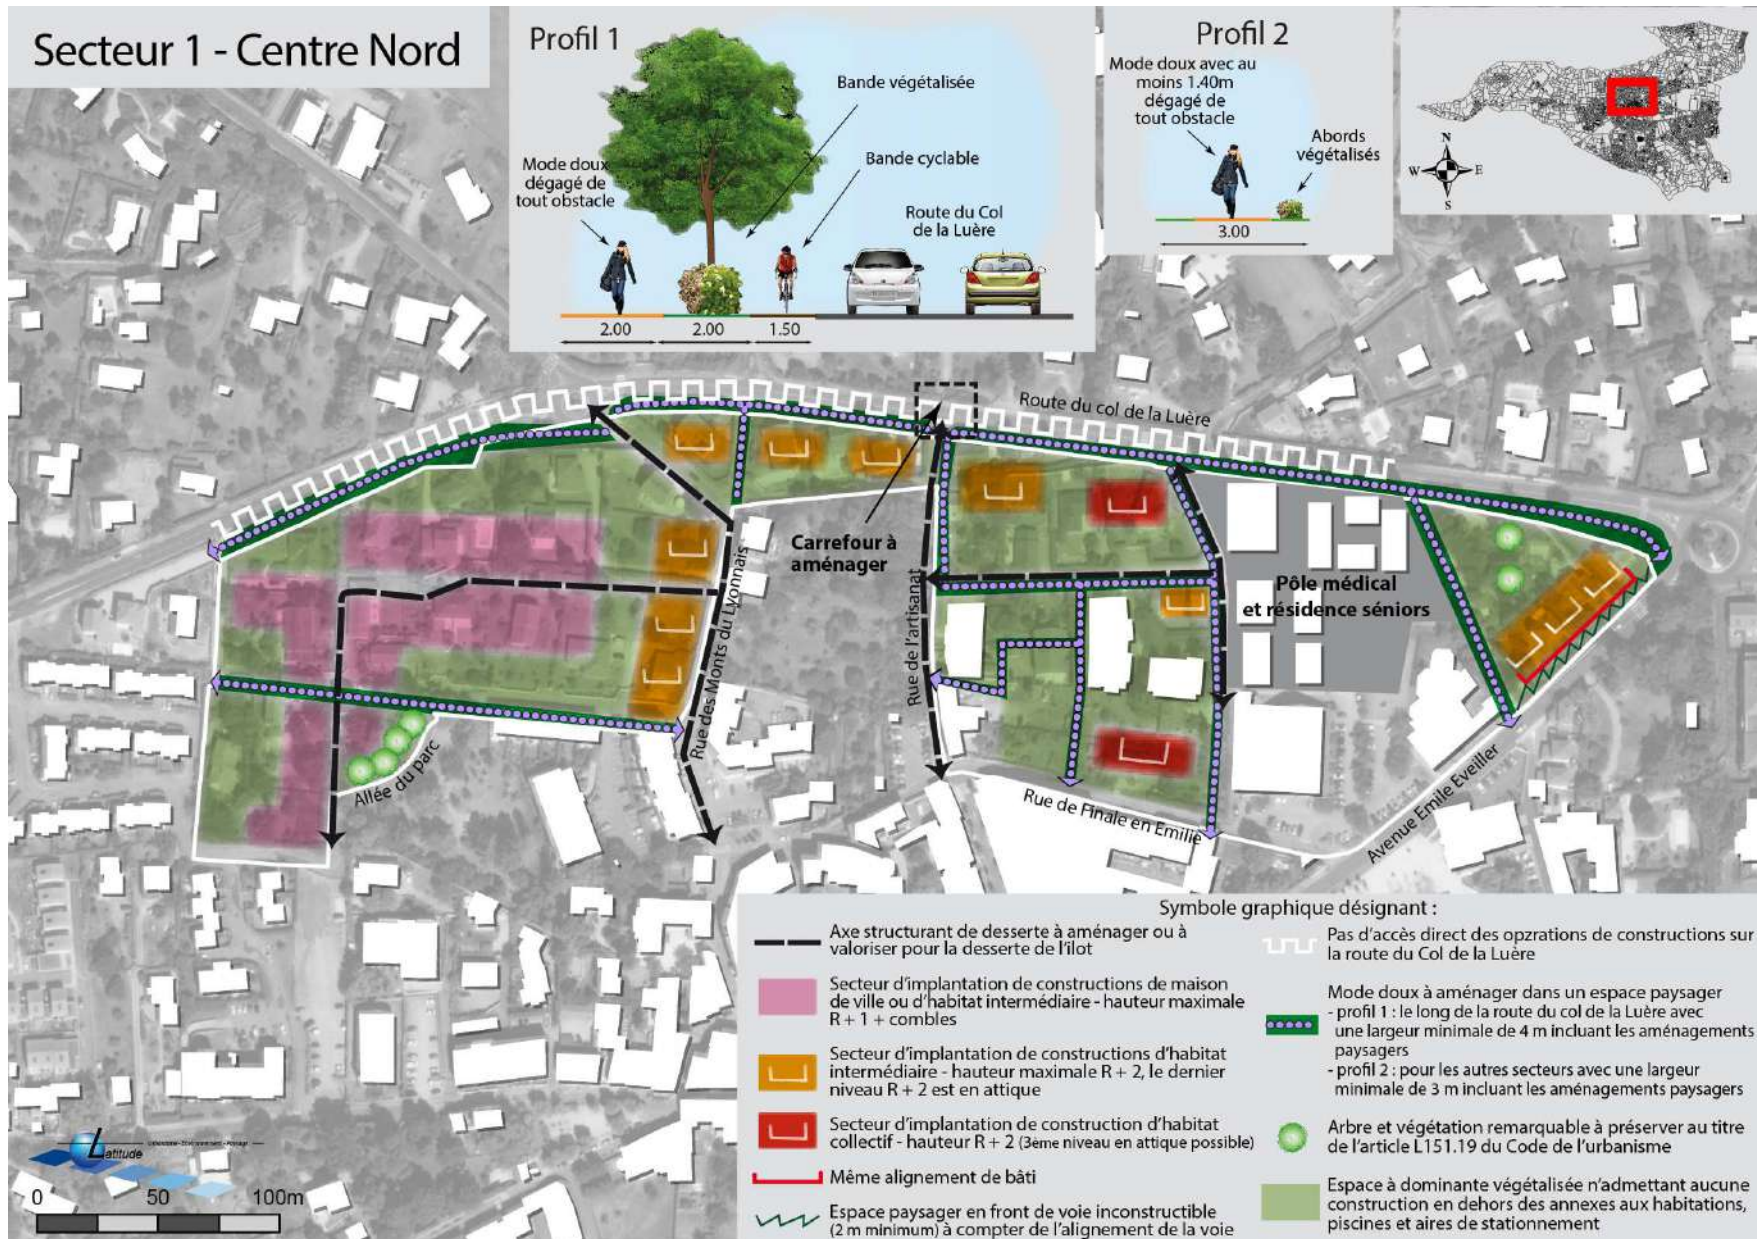 Secteur 1 - Centre Nord
Profil 1
Bande végétalisée
Mode doux
dégagé de
tout obstacle
Bande cyclable
Route du Col
de la Luère
2.00
2.00
1.50
Profil 2
Mode doux avec au
moins 1.40m
dégagé de
tout obstacle
Abords
végétalisés
3.00
N
W
E
S
Route du col de la Luère
Carrefour à
aménager
Rue des Monts du Lyonnais
Rue de l'artisanat
Pôle médical
et résidence séniors
Allée du parc
Rue de Finale en Emilie
Avenue Emile Eveiller
Symbole graphique désignant :
Axe structurant de desserte à aménager ou à
valoriser pour la desserte de l'îlot
Secteur d'implantation de constructions de maison
de ville ou d'habitat intermédiaire - hauteur maximale
R + 1 + combles
Secteur d'implantation de constructions d'habitat
intermédiaire - hauteur maximale R + 2, le dernier
niveau R + 2 est en attique
Secteur d'implantation de construction d'habitat
collectif - hauteur R + 2 (3ème niveau en attique possible)
Même alignement de bâti
Espace paysager en front de voie inconstructible
(2 m minimum) à compter de l'alignement de la voie
Pas d'accès direct des opzrations de constructions sur
la route du Col de la Luère
Mode doux à aménager dans un espace paysager
- profil 1 : le long de la route du col de la Luère avec
une largeur minimale de 4 m incluant les aménagements
paysagers
- profil 2 : pour les autres secteurs avec une largeur
minimale de 3 m incluant les aménagements paysagers
Arbre et végétation remarquable à préserver au titre
de l'article L151.19 du Code de l'urbanisme
Espace à dominante végétalisée n'admettant aucune
construction en dehors des annexes aux habitations,
piscines et aires de stationnement
Latitude
0
50
100m